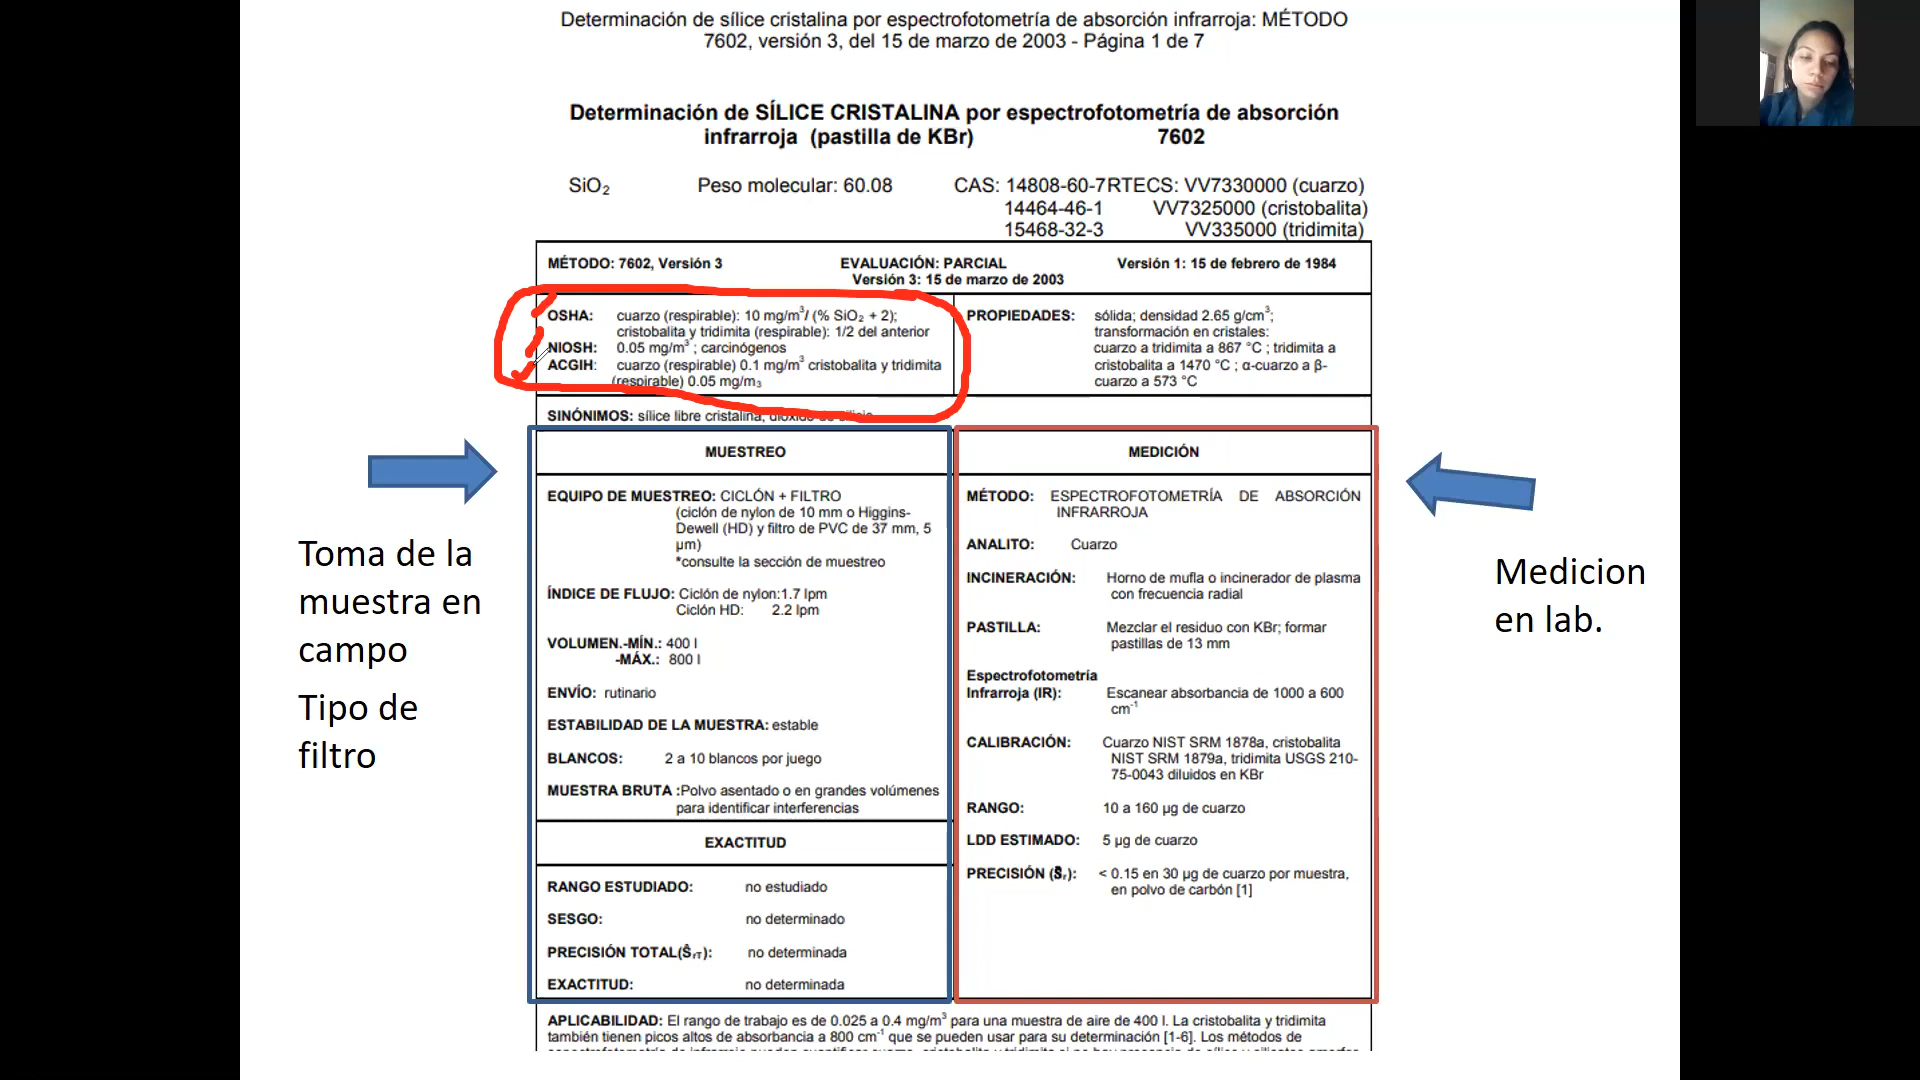 Determinación de sílice cristalina por espectrofotometría de absorción infrarroja: MÉTODO
7602, versión 3, del 15 de marzo de 2003 - Página 1 de 7
Determinación de SÍLICE CRISTALINA por espectrofotometría de absorción
infrarroja (pastilla de KBr) 7602
SiO₂ Peso molecular: 60.08 CAS: 14808-60-7RTECS: VV7330000 (cuarzo)
14464-46-1 VV7325000 (cristobalita)
15468-32-3 VV335000 (tridimita)
MÉTODO: 7602, Versión 3 EVALUACIÓN: PARCIAL Versión 1: 15 de febrero de 1984
Versión 3: 15 de marzo de 2003
OSHA: cuarzo (respirable): 10 mg/m³/ (% SiO₂ + 2);
cristobalita y tridimita (respirable): 1/2 del anterior
NIOSH: 0.05 mg/m³ ; carcinógenos
ACGIH: cuarzo (respirable) 0.1 mg/m³ cristobalita y tridimita
(respirable) 0.05 mg/m₃
PROPIEDADES: sólida; densidad 2.65 g/cm³;
transformación en cristales:
cuarzo a tridimita a 867 °C ; tridimita a
cristobalita a 1470 °C ; α-cuarzo a β-
cuarzo a 573 °C
SINÓNIMOS: sílice libre cristalina; dióxido de silicio
MUESTREO
EQUIPO DE MUESTREO: CICLÓN + FILTRO
(ciclón de nylon de 10 mm o Higgins-
Dewell (HD) y filtro de PVC de 37 mm, 5
µm)
*consulte la sección de muestreo
ÍNDICE DE FLUJO: Ciclón de nylon:1.7 lpm
Ciclón HD: 2.2 lpm
VOLUMEN.-MÍN.: 400 l
-MÁX.: 800 l
ENVÍO: rutinario
ESTABILIDAD DE LA MUESTRA: estable
BLANCOS: 2 a 10 blancos por juego
MUESTRA BRUTA :Polvo asentado o en grandes volúmenes
para identificar interferencias
EXACTITUD
RANGO ESTUDIADO: no estudiado
SESGO: no determinado
PRECISIÓN TOTAL(ŜrT): no determinada
EXACTITUD: no determinada
MEDICIÓN
MÉTODO: ESPECTROFOTOMETRÍA DE ABSORCIÓN
INFRARROJA
ANALITO: Cuarzo
INCINERACIÓN: Horno de mufla o incinerador de plasma
con frecuencia radial
PASTILLA: Mezclar el residuo con KBr; formar
pastillas de 13 mm
Espectrofotometría
Infrarroja (IR): Escanear absorbancia de 1000 a 600
cm⁻¹
CALIBRACIÓN: Cuarzo NIST SRM 1878a, cristobalita
NIST SRM 1879a, tridimita USGS 210-
75-0043 diluidos en KBr
RANGO: 10 a 160 µg de cuarzo
LDD ESTIMADO: 5 µg de cuarzo
PRECISIÓN (Ŝr): < 0.15 en 30 µg de cuarzo por muestra,
en polvo de carbón [1]
APLICABILIDAD: El rango de trabajo es de 0.025 a 0.4 mg/m³ para una muestra de aire de 400 l. La cristobalita y tridimita
también tienen picos altos de absorbancia a 800 cm⁻¹ que se pueden usar para su determinación [1-6]. Los métodos de
Toma de la
muestra en
campo
Tipo de
filtro
Medicion
en lab.